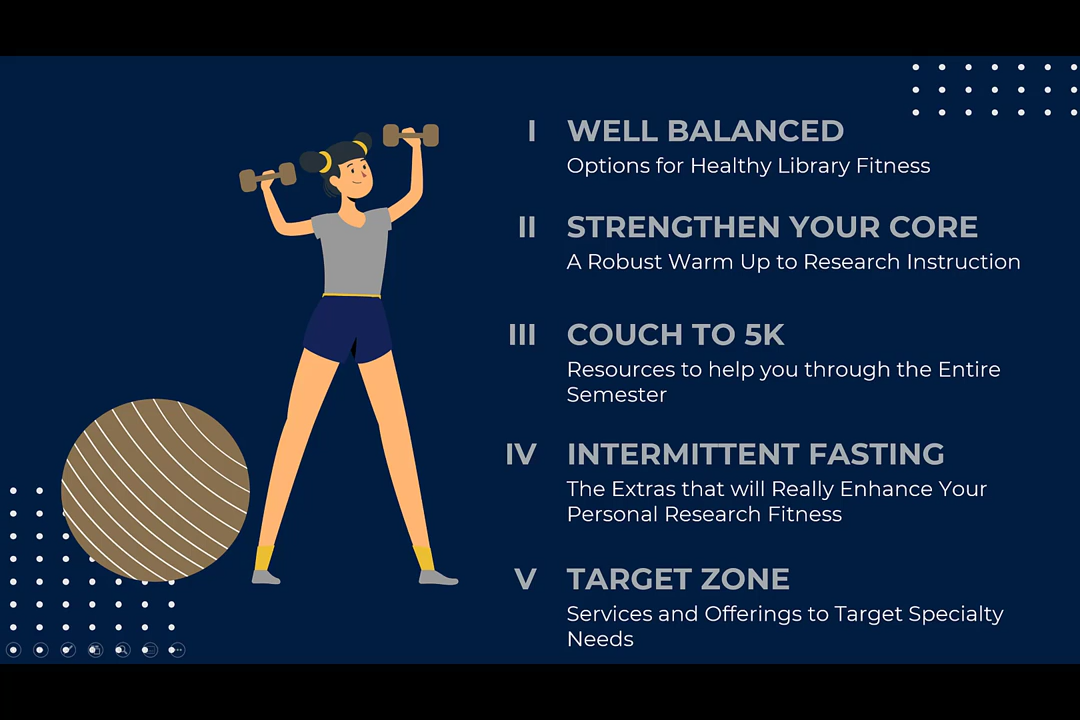 I WELL BALANCED
Options for Healthy Library Fitness
II STRENGTHEN YOUR CORE
A Robust Warm Up to Research Instruction
III COUCH TO 5K
Resources to help you through the Entire
Semester
IV INTERMITTENT FASTING
The Extras that will Really Enhance Your
Personal Research Fitness
V TARGET ZONE
Services and Offerings to Target Specialty
Needs